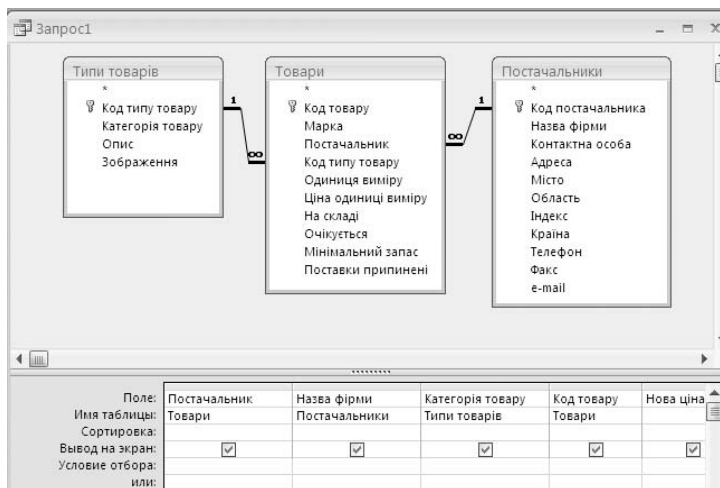 Запрос1
Типи товарів
*
Код типу товару
Категорія товару
Опис
Зображення
1
∞
Товари
*
Код товару
Марка
Постачальник
Код типу товару
Одиниця виміру
Ціна одиниці виміру
На складі
Очікується
Мінімальний запас
Поставки припинені
1
∞
Постачальники
*
Код постачальника
Назва фірми
Контактна особа
Адреса
Місто
Область
Індекс
Країна
Телефон
Факс
e-mail
Поле: Постачальник Назва фірми Категорія товару Код товару Нова ціна
Имя таблицы: Товари Постачальники Типи товарів Товари
Сортировка:
Вывод на экран:
Условие отбора:
или: